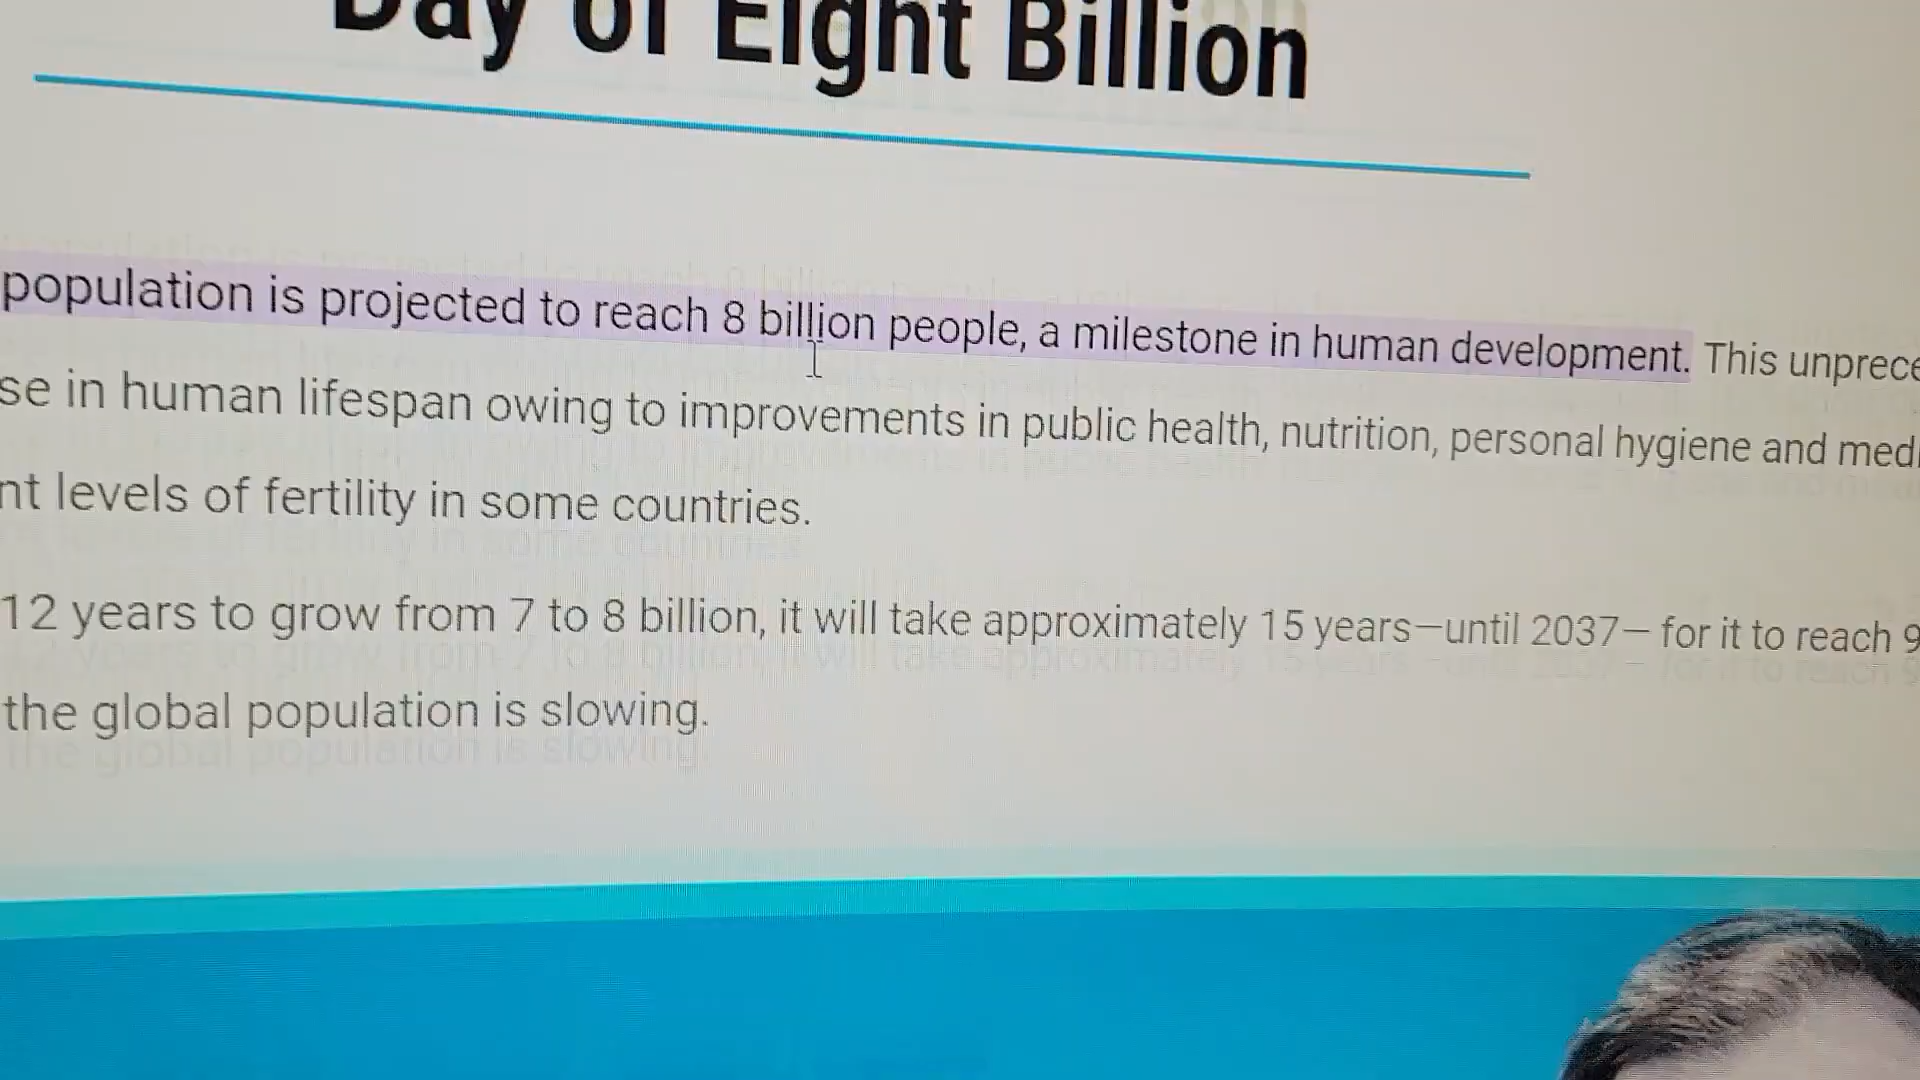 Day of Eight Billion
population is projected to reach 8 billion people, a milestone in human development. This
se in human lifespan owing to improvements in public health, nutrition, personal hygiene and
nt levels of fertility in some countries.
12 years to grow from 7 to 8 billion, it will take approximately 15 years—until 2037— for it to reach 9
the global population is slowing.